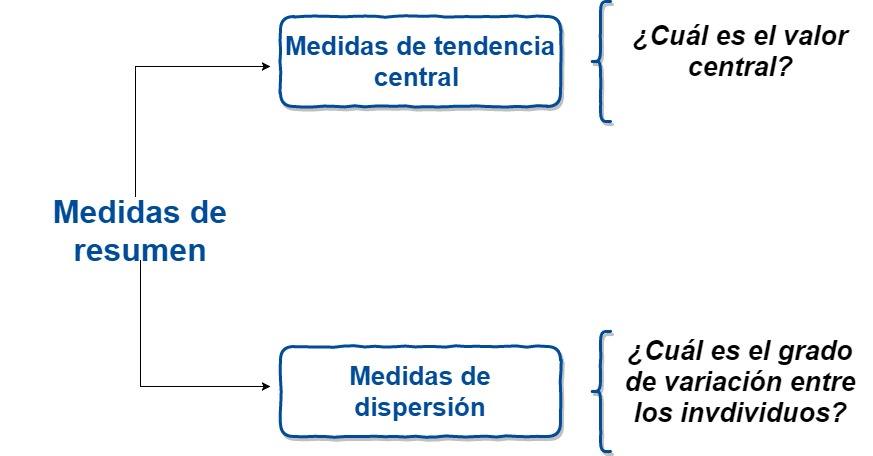 Medidas de tendencia
central
¿Cuál es el valor
central?
Medidas de
resumen
Medidas de
dispersión
¿Cuál es el grado
de variación entre
los invdividuos?